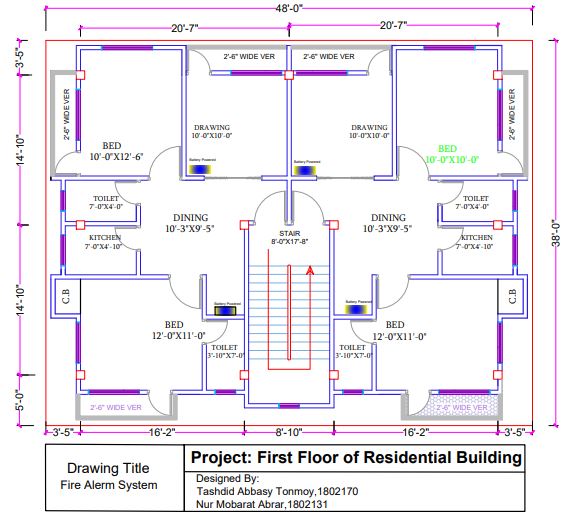 48'-0"
20'-7"
20'-7"
3'-5"
2'-6" WIDE VER
2'-6" WIDE VER
2'-6" WIDE VER
2'-6" WIDE VER
DRAWING
10'-0"X10'-0"
DRAWING
10'-0"X10'-0"
14'-10"
BED
10'-0"X12'-6"
BED
10'-0"X10'-0"
Battery Powered
Battery Powered
38'-0"
TOILET
7'-0"X4'-0"
TOILET
7'-0"X4'-0"
DINING
10'-3"X9'-5"
DINING
10'-3"X9'-5"
STAIR
8'-0"X17'-8"
KITCHEN
7'-0"X4'-10"
KITCHEN
7'-0"X4'-10"
14'-10"
C.B
C.B
Battery Powered
Battery Powered
BED
12'-0"X11'-0"
BED
12'-0"X11'-0"
TOILET
3'-10"X7'-0"
TOILET
3'-10"X7'-0"
5'-0"
2'-6" WIDE VER
2'-6" WIDE VER
3'-5"
16'-2"
8'-10"
16'-2"
3'-5"
Drawing Title
Fire Alerm System
Project: First Floor of Residential Building
Designed By:
Tashdid Abbasy Tonmoy,1802170
Nur Mobarat Abrar,1802131